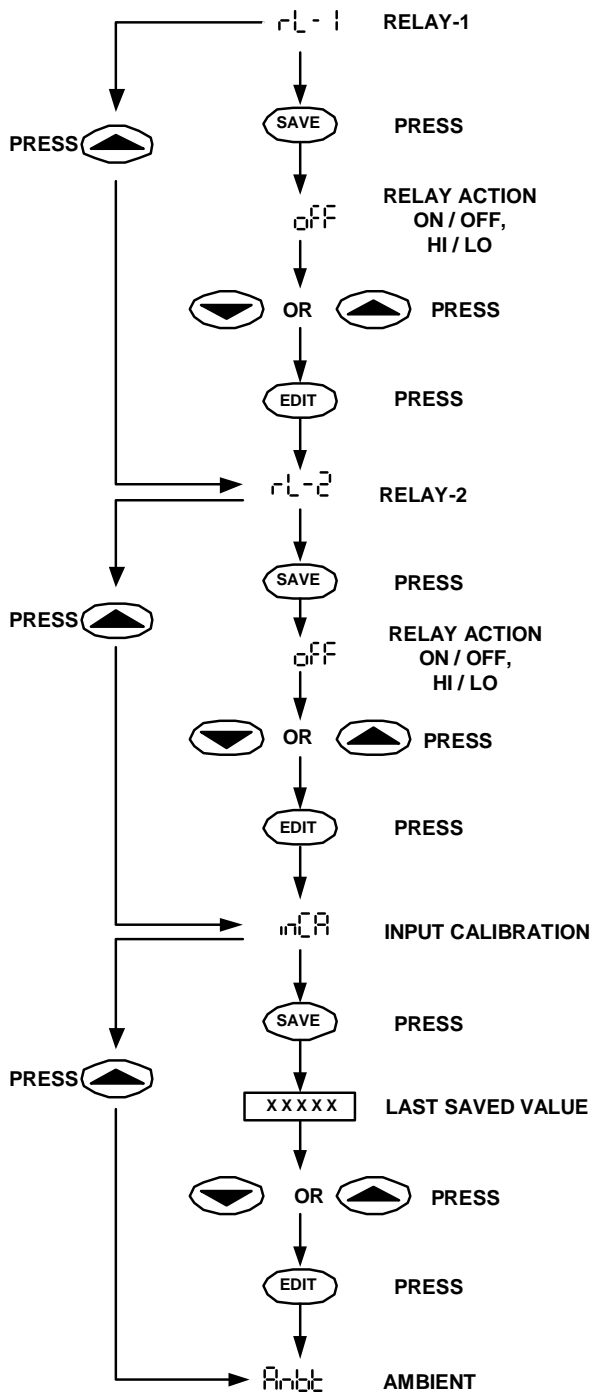 rL-1 RELAY-1
SAVE PRESS
PRESS
oFF RELAY ACTION
ON / OFF,
HI / LO
OR PRESS
EDIT PRESS
rL-2 RELAY-2
SAVE PRESS
PRESS
oFF RELAY ACTION
ON / OFF,
HI / LO
OR PRESS
EDIT PRESS
inCA INPUT CALIBRATION
SAVE PRESS
PRESS
X X X X X LAST SAVED VALUE
OR PRESS
EDIT PRESS
Anbt AMBIENT